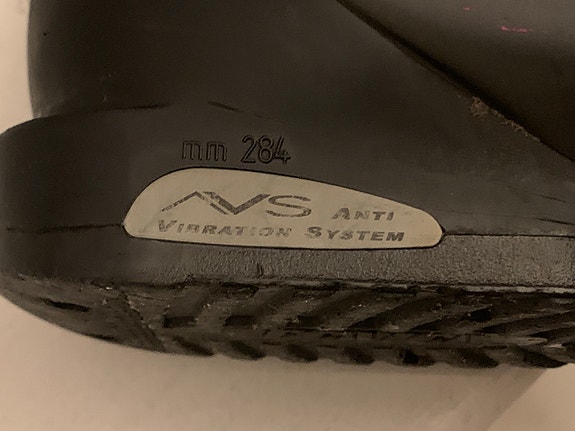 mm 284
AVS ANTI
VIBRATION SYSTEM